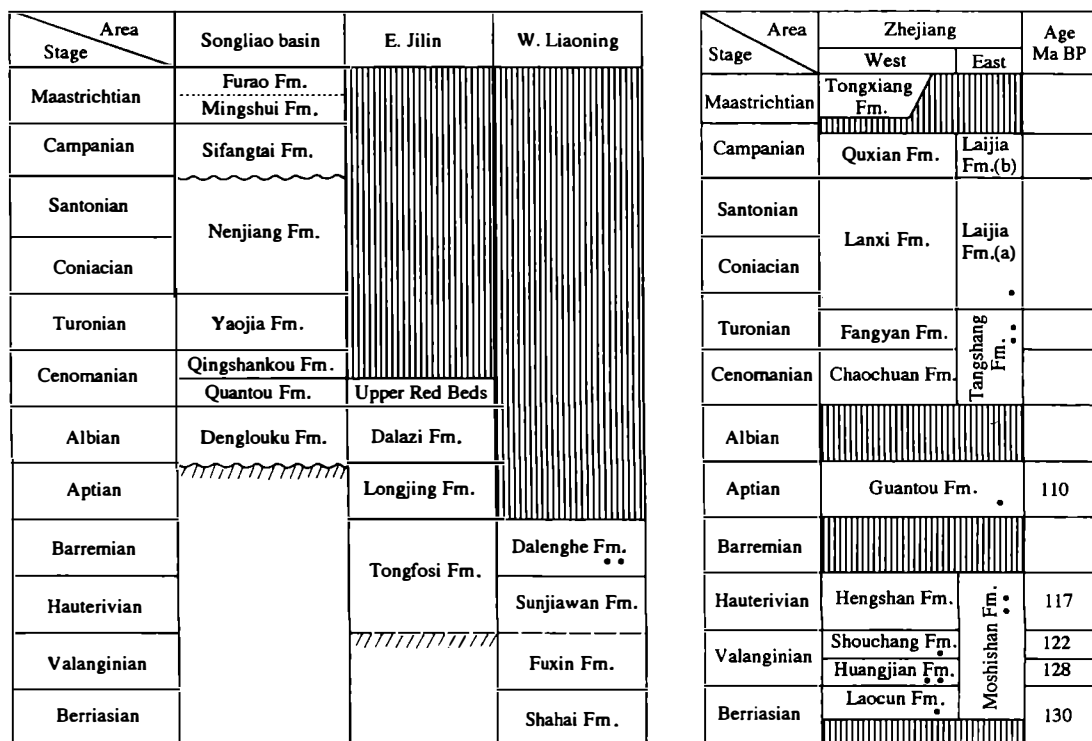 Area
Stage
Songliao basin
E. Jilin
W. Liaoning
Maastrichtian
Furao Fm.
Mingshui Fm.
Campanian
Sifangtai Fm.
Santonian
Nenjiang Fm.
Coniacian
Turonian
Yaojia Fm.
Cenomanian
Qingshankou Fm.
Quantou Fm.
Upper Red Beds
Albian
Denglouku Fm.
Dalazi Fm.
Aptian
Longjing Fm.
Barremian
Tongfosi Fm.
Dalenghe Fm.
Hauterivian
Sunjiawan Fm.
Valanginian
Fuxin Fm.
Berriasian
Shahai Fm.
Area
Stage
Zhejiang
West
East
Age
Ma BP
Maastrichtian
Tongxiang
Fm.
Campanian
Quxian Fm.
Laijia
Fm.(b)
Santonian
Lanxi Fm.
Laijia
Fm.(a)
Coniacian
Turonian
Fangyan Fm.
Tangshang
Fm.
Cenomanian
Chaochuan Fm.
Albian
Aptian
Guantou Fm.
110
Barremian
Hauterivian
Hengshan Fm.
Moshishan Fm.
117
Valanginian
Shouchang Fm.
122
Huangjian Fm.
128
Berriasian
Laocun Fm.
130